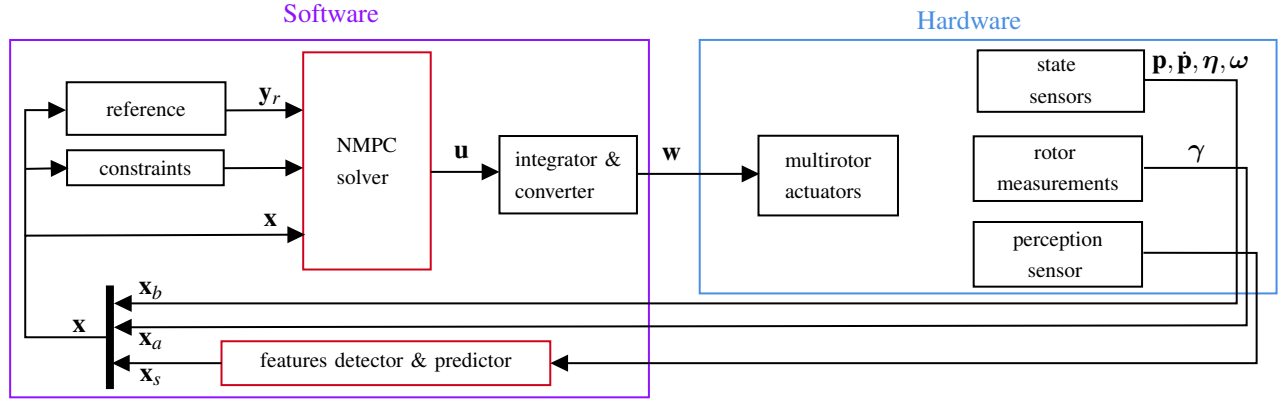 Software
Hardware
reference
y_r
constraints
x
NMPC
solver
u
integrator &
converter
w
multirotor
actuators
state
sensors
p, ṗ, η, ω
rotor
measurements
γ
perception
sensor
x_b
x
x_a
features detector & predictor
x_s